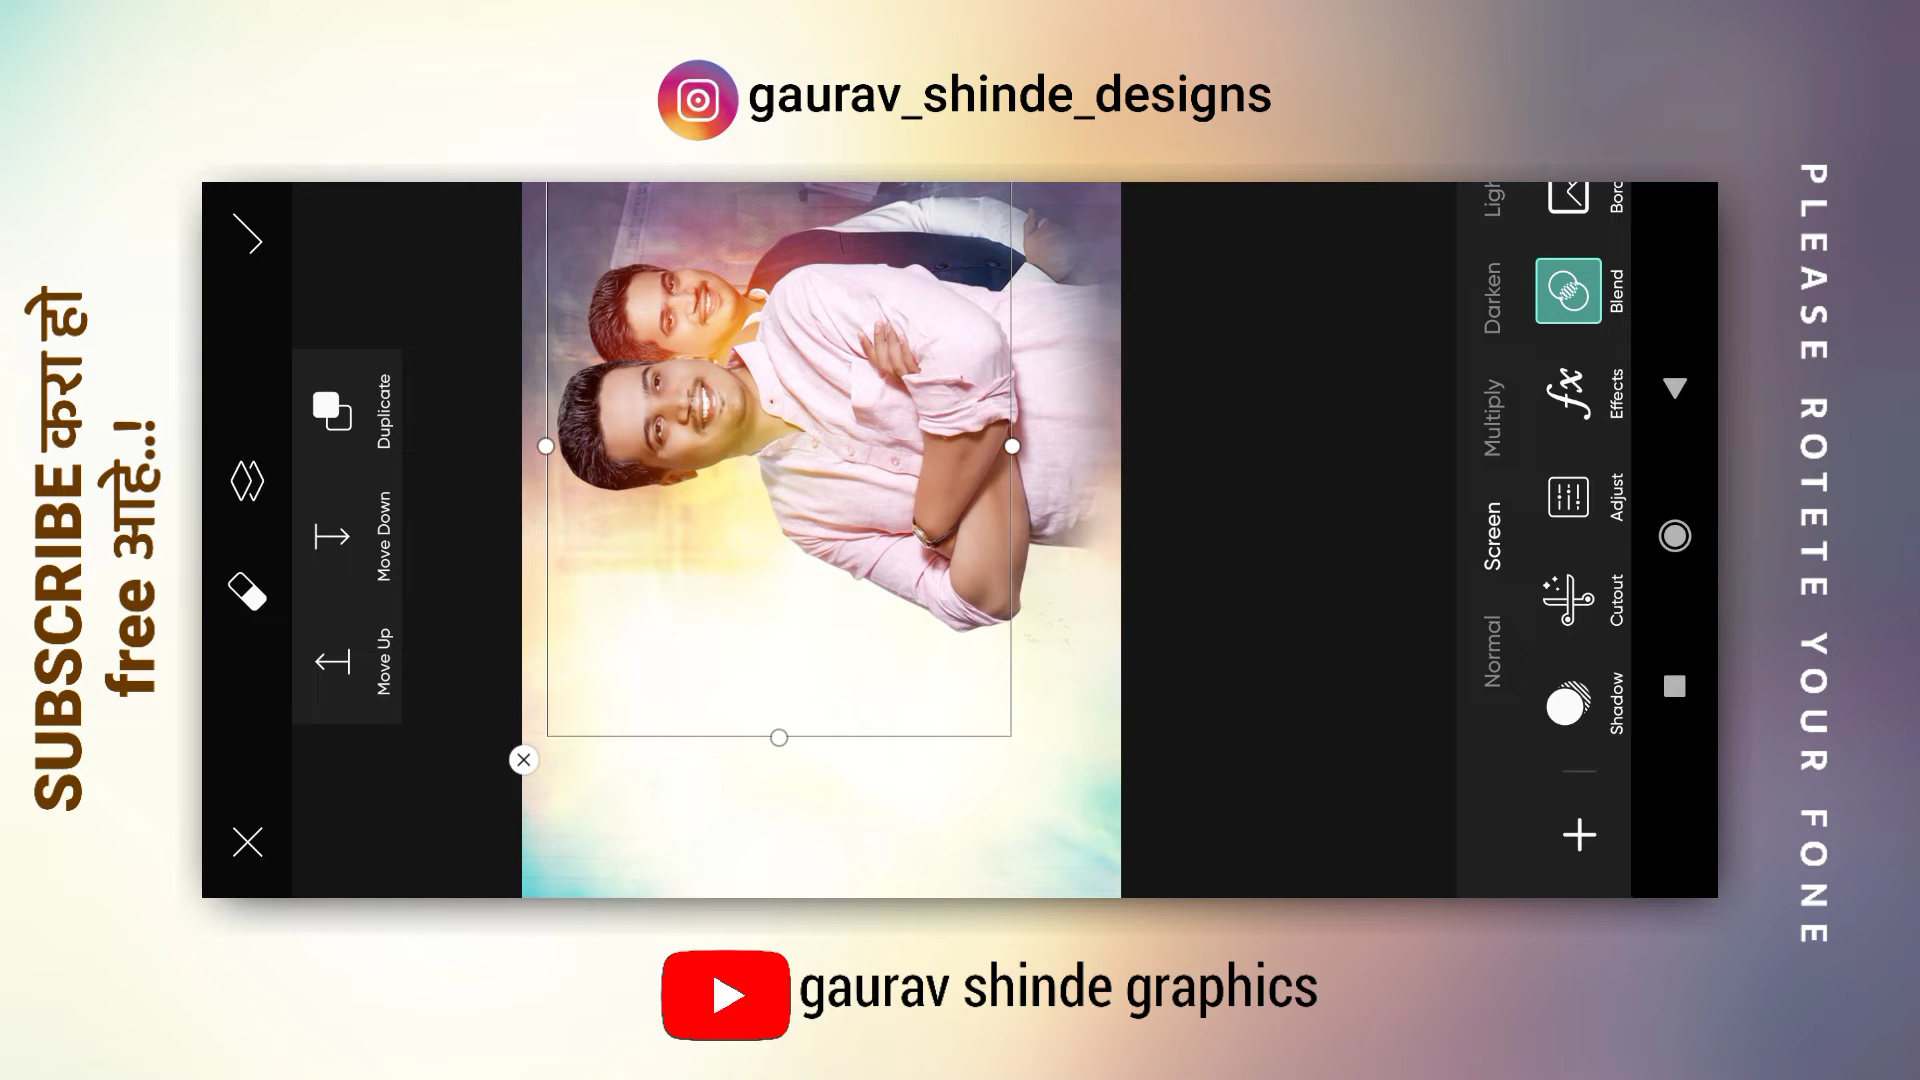 gaurav_shinde_designs
SUBSCRIBE करा हो
free आहे..!
Duplicate
Move Down
Move Up
Darken
Multiply
Screen
Normal
Blend
Effects
Adjust
Cutout
Shadow
PLEASE ROTETE YOUR FONE
gaurav shinde graphics